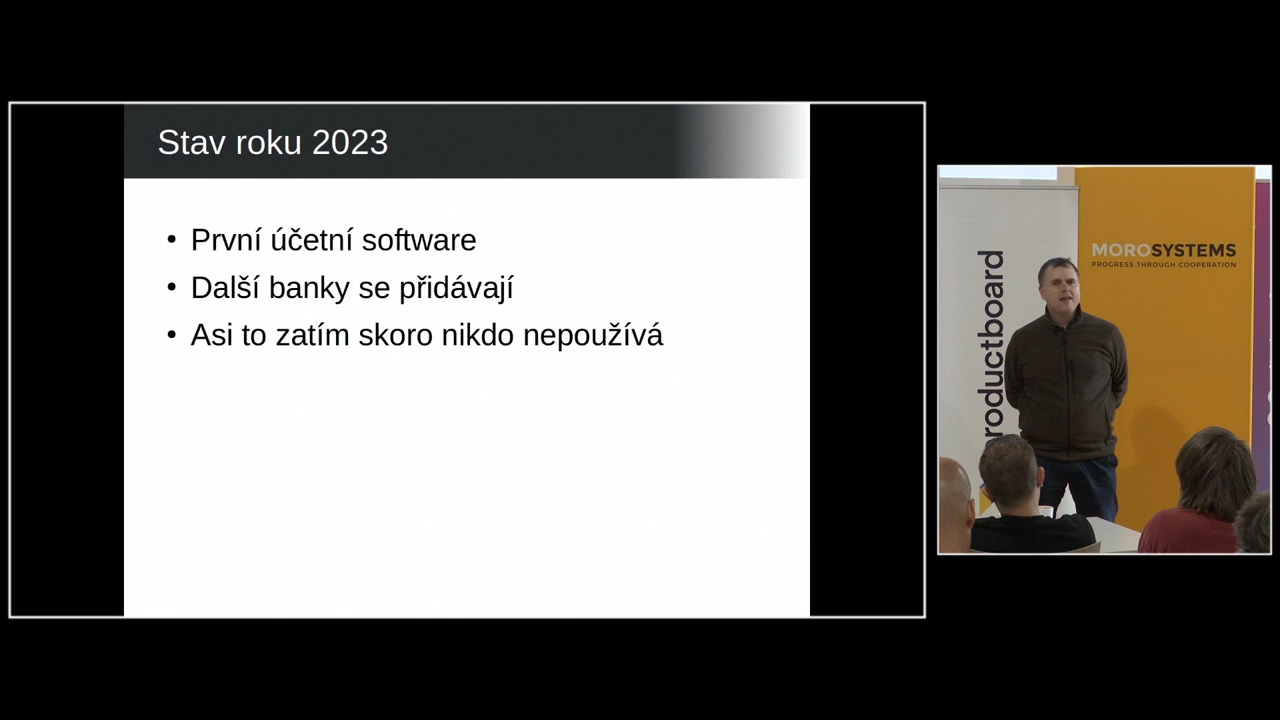 Stav roku 2023
První účetní software
Další banky se přidávají
Asi to zatím skoro nikdo nepoužívá
roductboard
MOROSYSTEMS
PROGRESS THROUGH COOPERATION